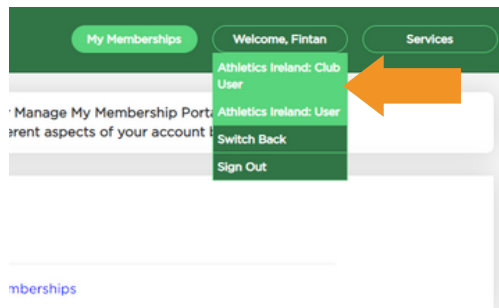 My Memberships
Welcome, Fintan
Services
Athletics Ireland: Club
User
Athletics Ireland: User
Switch Back
Sign Out
Manage My Membership
erent aspects of your account
mberships